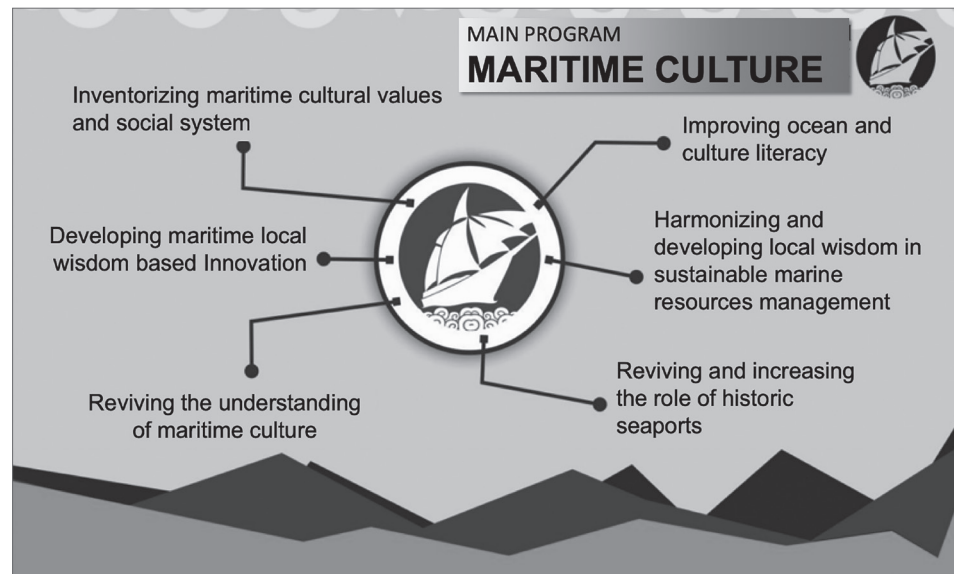 MAIN PROGRAM
MARITIME CULTURE
Inventorizing maritime cultural values
and social system
Developing maritime local
wisdom based Innovation
Reviving the understanding
of maritime culture
Improving ocean and
culture literacy
Harmonizing and
developing local wisdom in
sustainable marine
resources management
Reviving and increasing
the role of historic
seaports